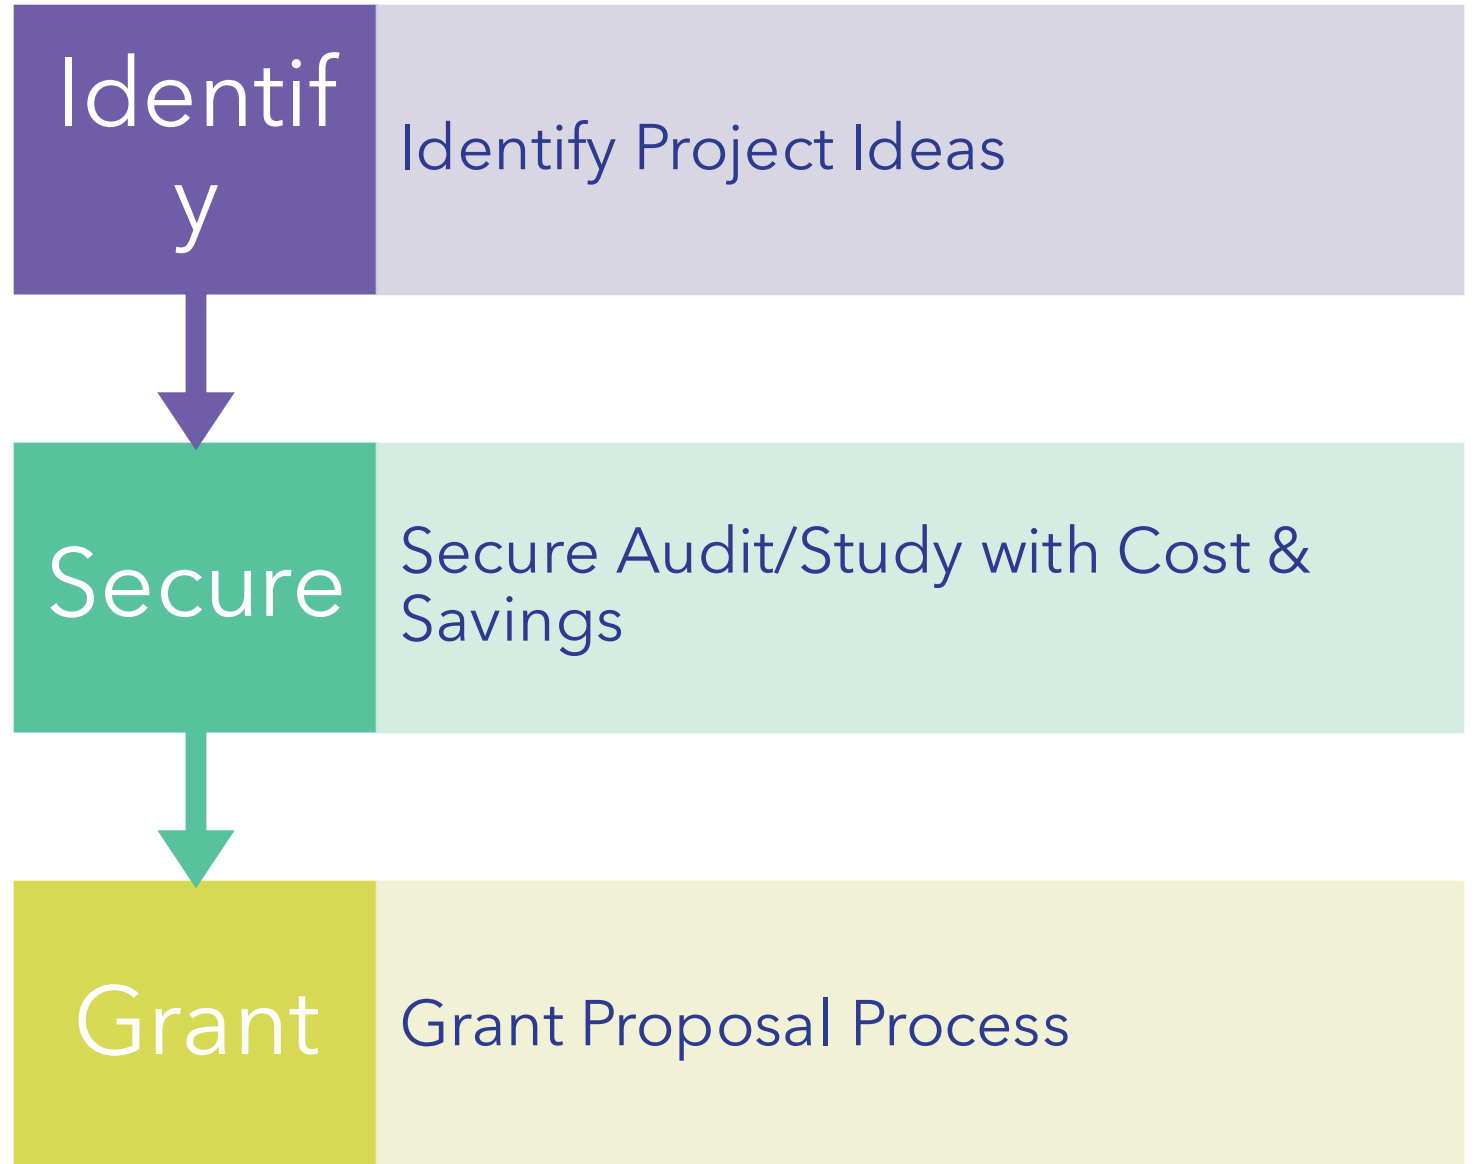 Identif
y
Identify Project Ideas
Secure
Secure Audit/Study with Cost &
Savings
Grant
Grant Proposal Process